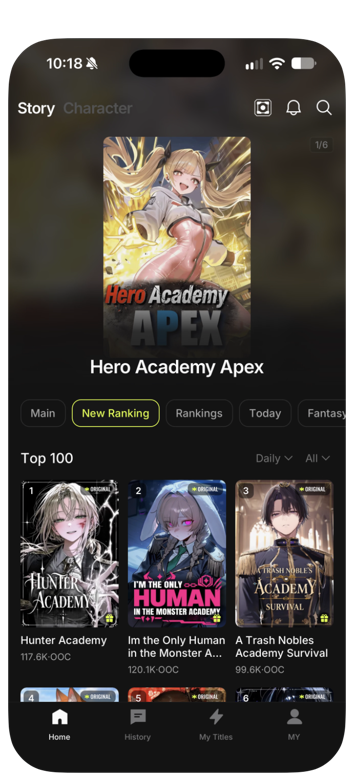 10:18
Story Character
1/6
Hero Academy
APEX
Hero Academy Apex
Main New Ranking Rankings Today Fantasy
Top 100 Daily All
1 ORIGINAL 2 ORIGINAL 3 ORIGINAL
HUNTER
ACADEMY
I'M THE ONLY
HUMAN
IN THE MONSTER ACADEMY
A TRASH NOBLE'S
ACADEMY
SURVIVAL
Hunter Academy
117.6K·OOC
Im the Only Human
in the Monster A...
120.1K·OOC
A Trash Nobles
Academy Survival
99.6K·OOC
4 ORIGINAL 5 ORIGINAL 6 ORIGINAL
Home History My Titles MY